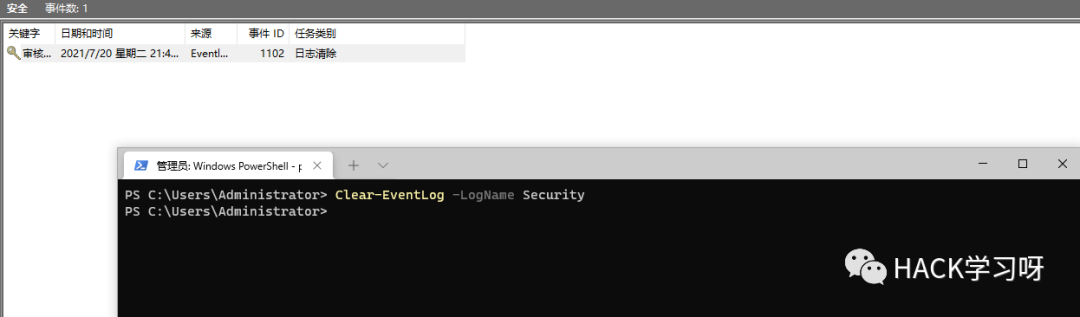 安全 事件数: 1
关键字 日期和时间 来源 事件 ID 任务类别
审核... 2021/7/20 星期二 21:4... Eventl... 1102 日志清除
管理员: Windows PowerShell - p
PS C:\Users\Administrator> Clear-EventLog -LogName Security
PS C:\Users\Administrator>
HACK学习呀